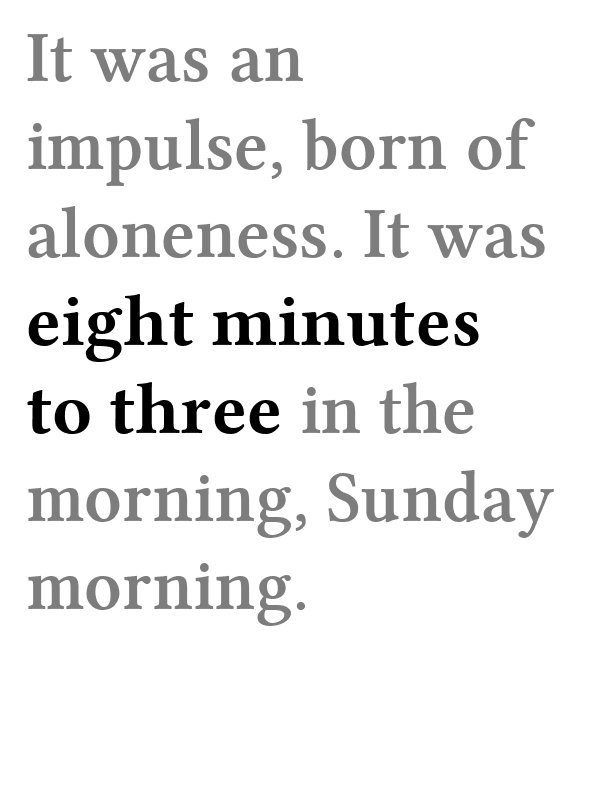 It was an
impulse, born of
aloneness. It was
eight minutes
to three in the
morning, Sunday
morning.